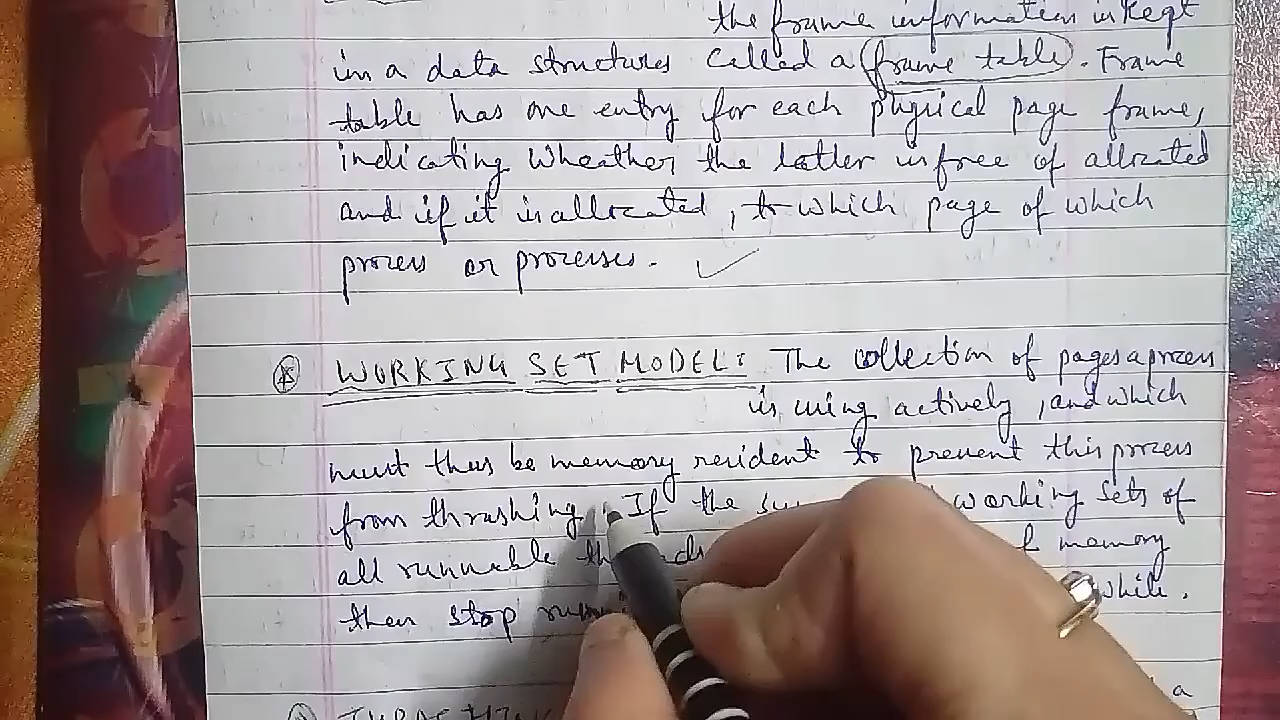 the frame information is kept
in a data structures called a frame table. Frame
table has one entry for each physical page frame,
indicating wheather the latter is free of allocated
and if it is allocated, to which page of which
process or processes.
WORKING SET MODEL: The collection of pages a process
is using actively, and which
must thus be memory resident to prevent this process
from thrashing. If the working sets of
all runnable memory
then stop while.
a